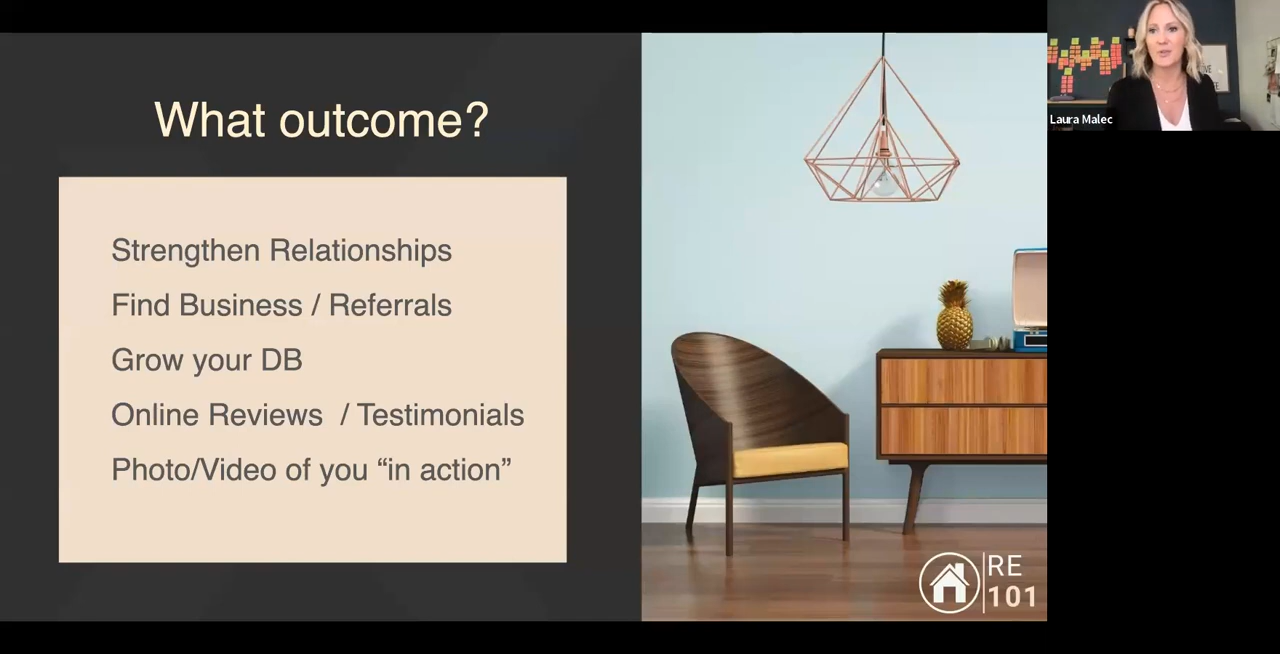 What outcome?
Strengthen Relationships
Find Business / Referrals
Grow your DB
Online Reviews / Testimonials
Photo/Video of you “in action”
RE
101
Laura Malec